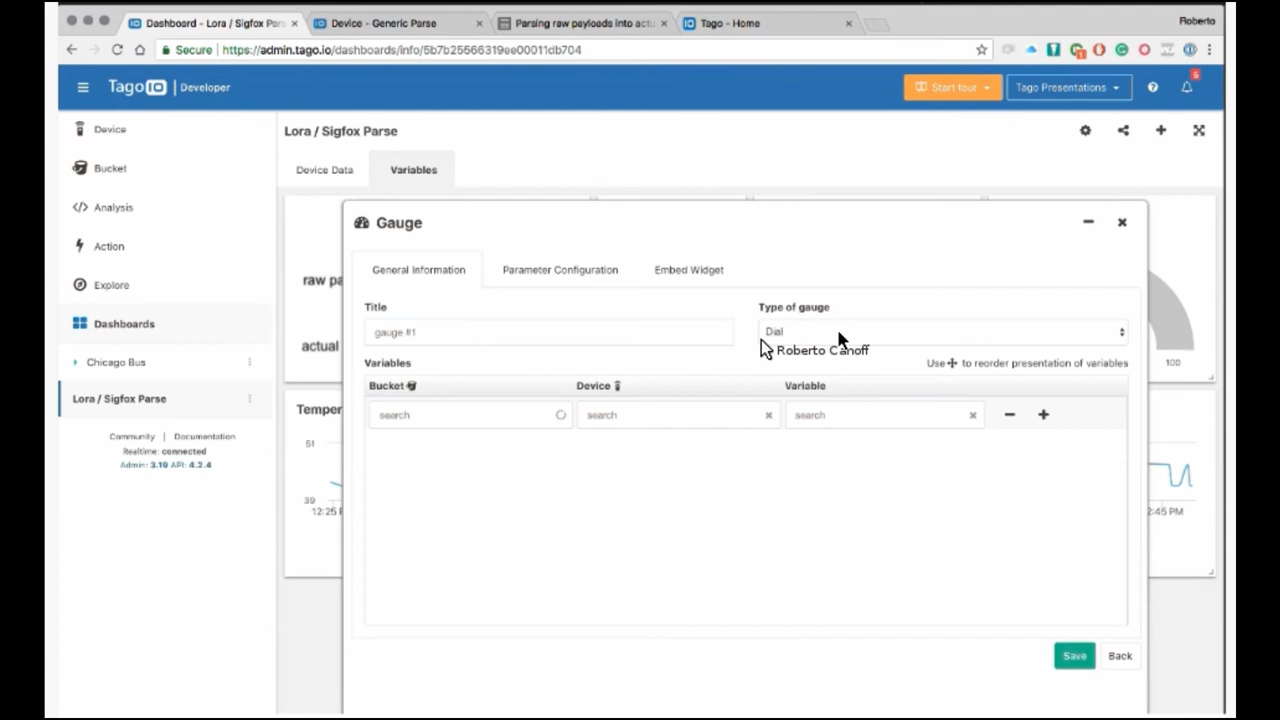 Dashboard - Lora / Sigfox Pars
Device - Generic Parse
Parsing raw payloads into actu
Tago - Home
Roberto
Secure
https://admin.tago.io/dashboards/info/5b7b25566319ee00011db704
Tago IO | Developer
Start tour
Tago Presentations
Device
Bucket
Analysis
Action
Explore
Dashboards
Chicago Bus
Lora / Sigfox Parse
Community | Documentation
Realtime: connected
Admin: 3.19 API: 4.2.4
Lora / Sigfox Parse
Device Data
Variables
raw pa
actual
100
Temper
51
39
12:25 P
2:45 PM
Gauge
General Information
Parameter Configuration
Embed Widget
Title
gauge #1
Type of gauge
Dial
Roberto Canoff
Variables
Use to reorder presentation of variables
Bucket
Device
Variable
search
search
search
Save
Back